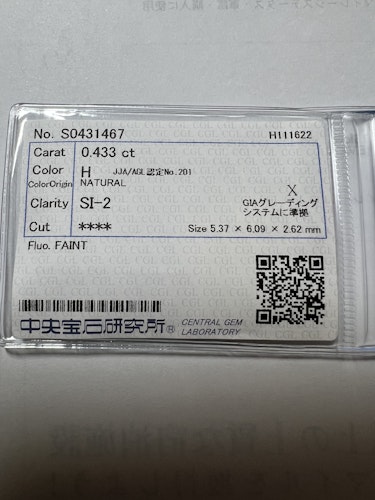 No. S0431467 H111622
Carat 0.433 ct
Color H JJA/AGL認定No.201
ColorOrigin NATURAL
Clarity SI-2
X
GIAグレーディング
システムに準拠
Cut **** Size 5.37 × 6.09 × 2.62 mm
Fluo. FAINT
中央宝石研究所® CENTRAL GEM
LABORATORY